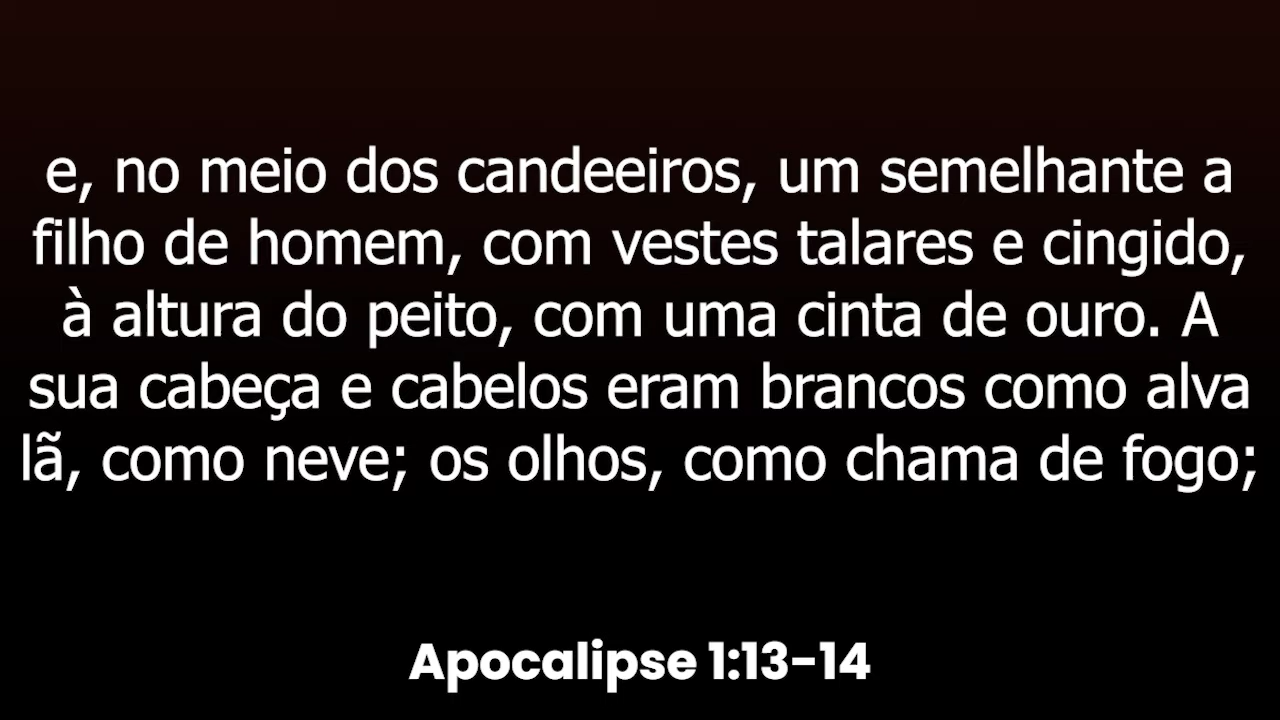 e, no meio dos candeeiros, um semelhante a
filho de homem, com vestes talares e cingido,
à altura do peito, com uma cinta de ouro. A
sua cabeça e cabelos eram brancos como alva
lã, como neve; os olhos, como chama de fogo;
Apocalipse 1:13-14